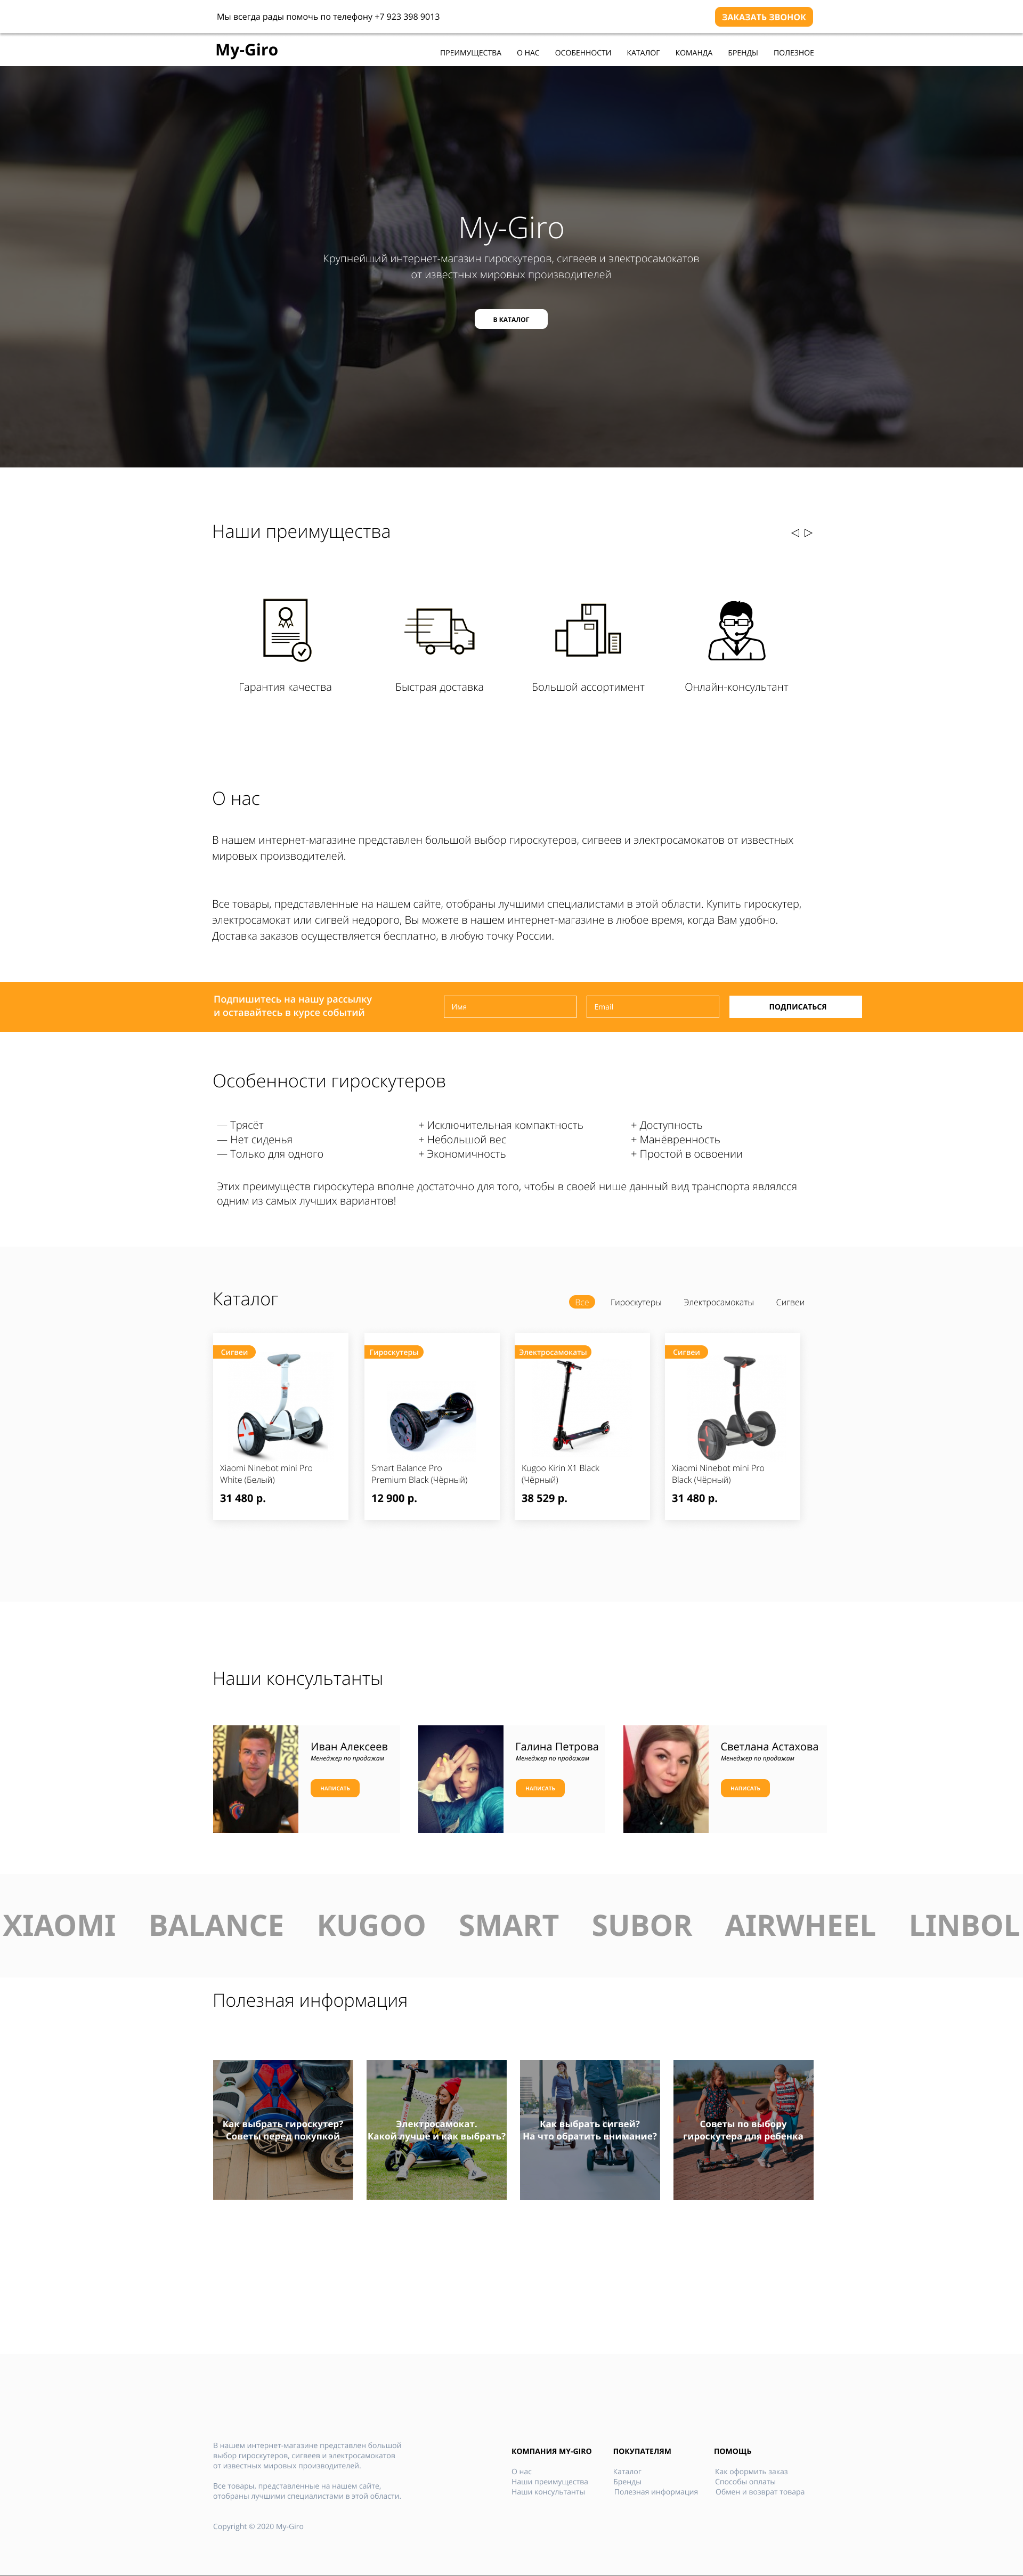 Мы всегда рады помочь по телефону +7 923 398 9013
ЗАКАЗАТЬ ЗВОНОК
My-Giro
ПРЕИМУЩЕСТВА О НАС ОСОБЕННОСТИ КАТАЛОГ КОМАНДА БРЕНДЫ ПОЛЕЗНОЕ
My-Giro
Крупнейший интернет-магазин гироскутеров, сигвеев и электросамокатов
от известных мировых производителей
В КАТАЛОГ
Наши преимущества
Гарантия качества
Быстрая доставка
Большой ассортимент
Онлайн-консультант
О нас
В нашем интернет-магазине представлен большой выбор гироскутеров, сигвеев и электросамокатов от известных
мировых производителей.
Все товары, представленные на нашем сайте, отобраны лучшими специалистами в этой области. Купить гироскутер,
электросамокат или сигвей недорого, Вы можете в нашем интернет-магазине в любое время, когда Вам удобно.
Доставка заказов осуществляется бесплатно, в любую точку России.
Подпишитесь на нашу рассылку
и оставайтесь в курсе событий
Имя
Email
ПОДПИСАТЬСЯ
Особенности гироскутеров
— Трясёт
— Нет сиденья
— Только для одного
+ Исключительная компактность
+ Небольшой вес
+ Экономичность
+ Доступность
+ Манёвренность
+ Простой в освоении
Этих преимуществ гироскутера вполне достаточно для того, чтобы в своей нише данный вид транспорта являлсся
одним из самых лучших вариантов!
Каталог
Все Гироскутеры Электросамокаты Сигвеи
Сигвеи
Xiaomi Ninebot mini Pro
White (Белый)
31 480 р.
Гироскутеры
Smart Balance Pro
Premium Black (Чёрный)
12 900 р.
Электросамокаты
Kugoo Kirin X1 Black
(Чёрный)
38 529 р.
Сигвеи
Xiaomi Ninebot mini Pro
Black (Чёрный)
31 480 р.
Наши консультанты
Иван Алексеев
Менеджер по продажам
НАПИСАТЬ
Галина Петрова
Менеджер по продажам
НАПИСАТЬ
Светлана Астахова
Менеджер по продажам
НАПИСАТЬ
XIAOMI BALANCE KUGOO SMART SUBOR AIRWHEEL LINBOL
Полезная информация
Как выбрать гироскутер?
Советы перед покупкой
Электросамокат.
Какой лучше и как выбрать?
Как выбрать сигвей?
На что обратить внимание?
Советы по выбору
гироскутера для ребенка
В нашем интернет-магазине представлен большой
выбор гироскутеров, сигвеев и электросамокатов
от известных мировых производителей.
Все товары, представленные на нашем сайте,
отобраны лучшими специалистами в этой области.
Copyright © 2020 My-Giro
КОМПАНИЯ MY-GIRO
О нас
Наши преимущества
Наши консультанты
ПОКУПАТЕЛЯМ
Каталог
Бренды
Полезная информация
ПОМОЩЬ
Как оформить заказ
Способы оплаты
Обмен и возврат товара